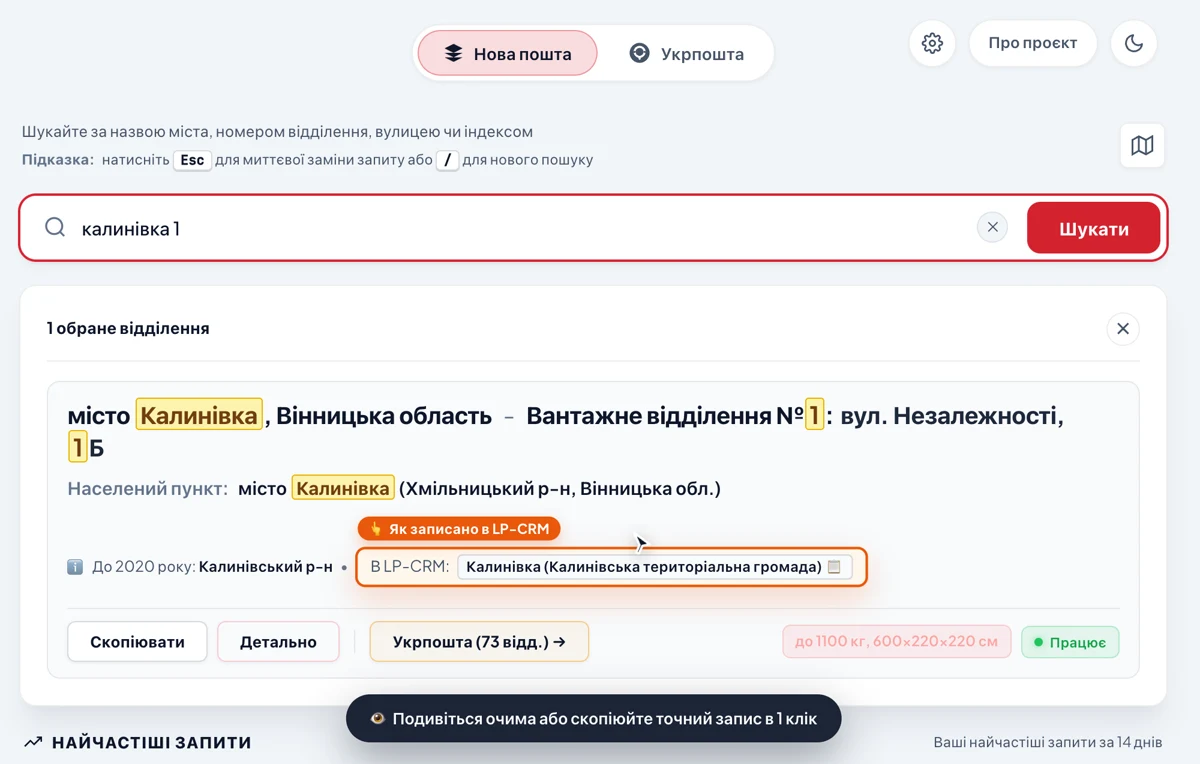 Нова пошта
Укрпошта
Про проєкт
Шукайте за назвою міста, номером відділення, вулицею чи індексом
Підказка: натисніть Esc для миттєвої заміни запиту або / для нового пошуку
калинівка 1
Шукати
1 обране відділення
місто Калинівка, Вінницька область - Вантажне відділення №1: вул. Незалежності,
1Б
Населений пункт: місто Калинівка (Хмільницький р-н, Вінницька обл.)
👆 Як записано в LP-CRM
ℹ️ До 2020 року: Калинівський р-н • В LP-CRM: Калинівка (Калинівська територіальна громада) 📋
Скопіювати
Детально
Укрпошта (73 відд.) →
до 1100 кг, 600×220×220 см
Працює
👁️ Подивіться очима або скопіюйте точний запис в 1 клік
НАЙЧАСТІШІ ЗАПИТИ
Ваші найчастіші запити за 14 днів